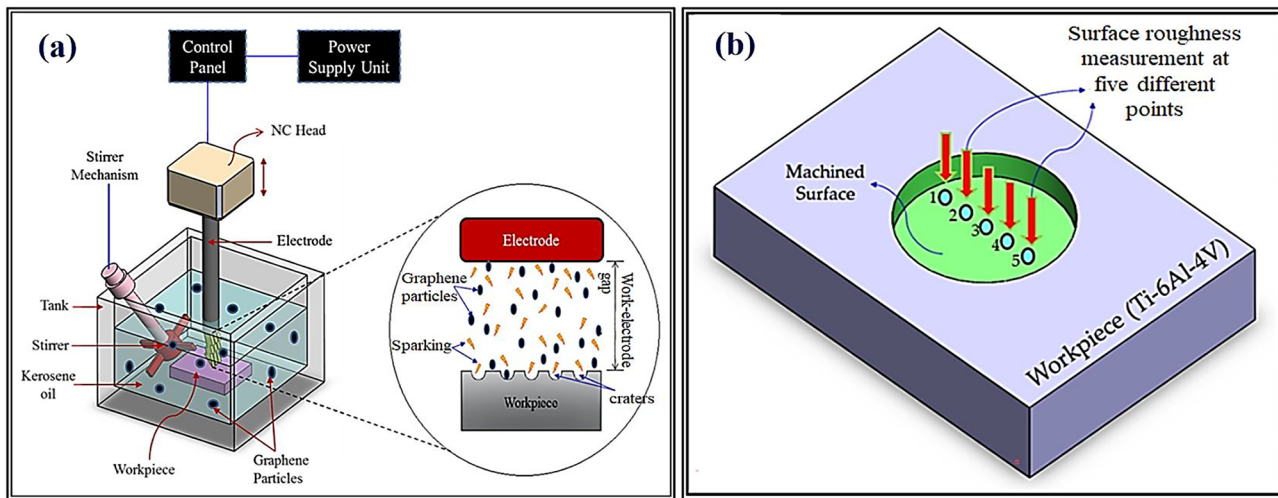 (a)
Control
Panel
Power
Supply Unit
NC Head
Stirrer
Mechanism
Electrode
Tank
Stirrer
Kerosene
oil
Workpiece
Graphene
Particles
Electrode
Graphene
particles
Sparking
Work-electrode
gap
craters
Workpiece
(b)
Surface roughness
measurement at
five different
points
Machined
Surface
1
2
3
4
5
Workpiece (Ti-6Al-4V)